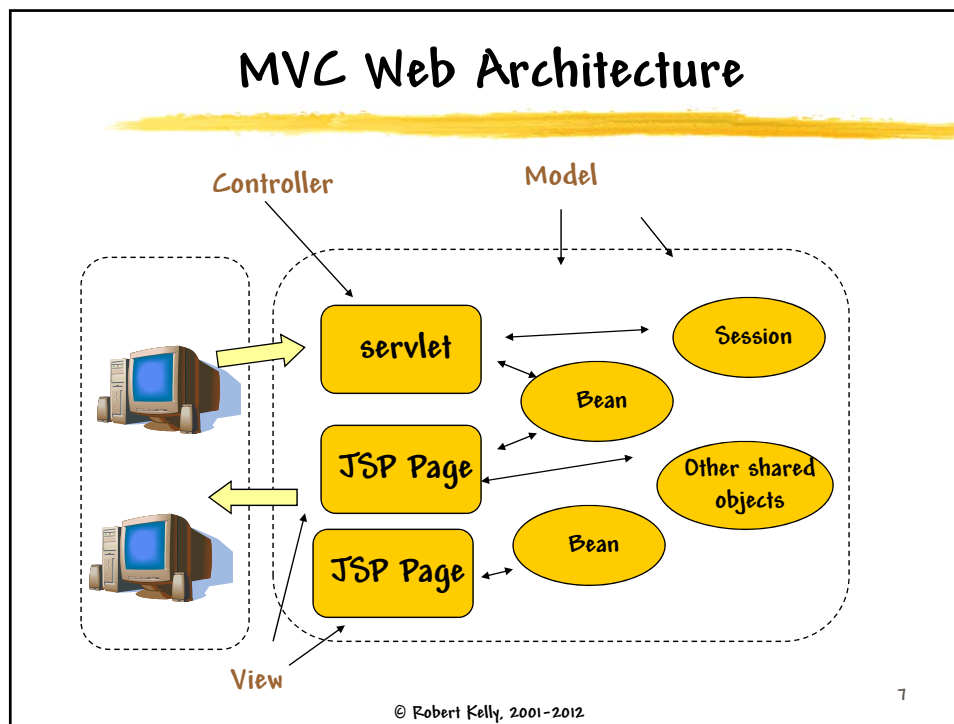 MVC Web Architecture
Controller
Model
servlet
Session
Bean
JSP Page
Other shared
objects
Bean
JSP Page
View
© Robert Kelly, 2001-2012
7